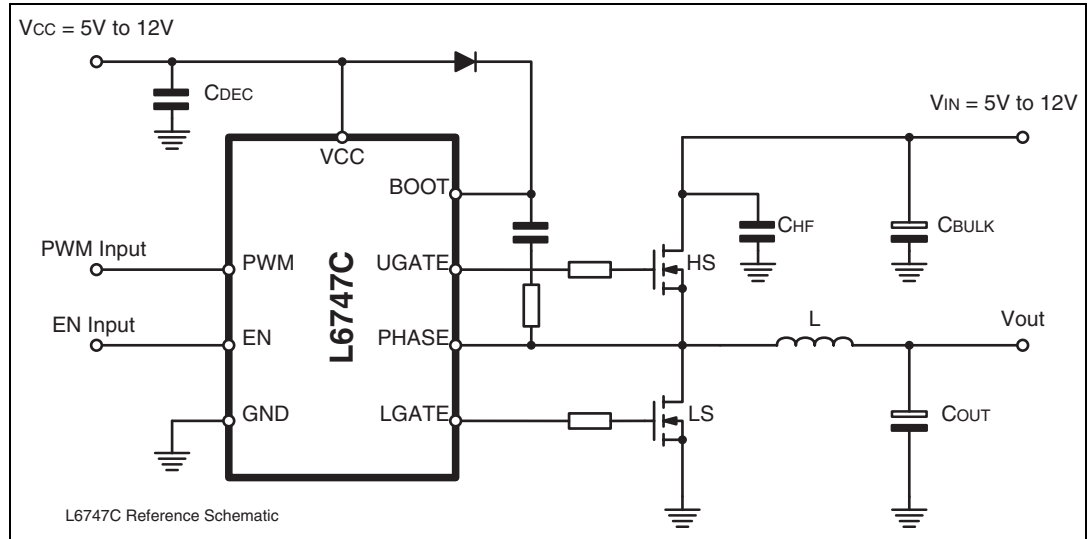 VCC = 5V to 12V
CDEC
VIN = 5V to 12V
VCC
BOOT
CHF
CBULK
PWM Input
PWM
UGATE
HS
L6747C
EN Input
EN
PHASE
L
Vout
GND
LGATE
LS
COUT
L6747C Reference Schematic